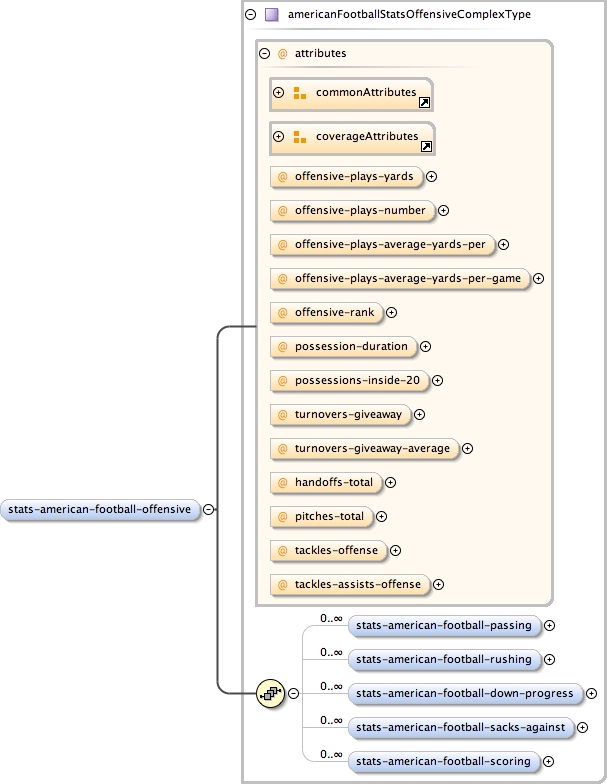 americanFootballStatsOffensiveComplexType
@ attributes
commonAttributes
coverageAttributes
@ offensive-plays-yards
@ offensive-plays-number
@ offensive-plays-average-yards-per
@ offensive-plays-average-yards-per-game
@ offensive-rank
@ possession-duration
@ possessions-inside-20
@ turnovers-giveaway
@ turnovers-giveaway-average
@ handoffs-total
@ pitches-total
@ tackles-offense
@ tackles-assists-offense
stats-american-football-offensive
0..∞ stats-american-football-passing
0..∞ stats-american-football-rushing
0..∞ stats-american-football-down-progress
0..∞ stats-american-football-sacks-against
0..∞ stats-american-football-scoring